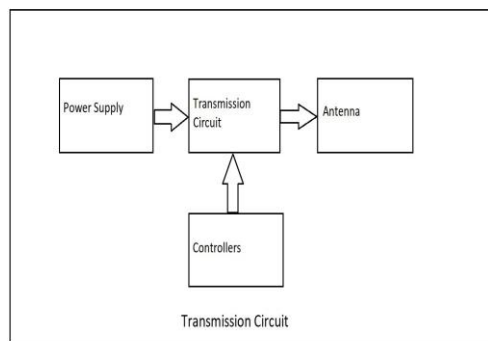 Power Supply
Transmission
Circuit
Antenna
Controllers
Transmission Circuit